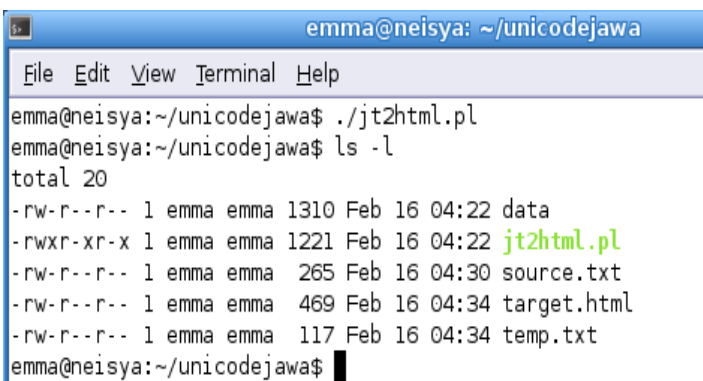 emma@neisya: ~/unicodejawa
File Edit View Terminal Help
emma@neisya:~/unicodejawa$ ./jt2html.pl
emma@neisya:~/unicodejawa$ ls -l
total 20
-rw-r--r-- 1 emma emma 1310 Feb 16 04:22 data
-rwxr-xr-x 1 emma emma 1221 Feb 16 04:22 jt2html.pl
-rw-r--r-- 1 emma emma  265 Feb 16 04:30 source.txt
-rw-r--r-- 1 emma emma  469 Feb 16 04:34 target.html
-rw-r--r-- 1 emma emma  117 Feb 16 04:34 temp.txt
emma@neisya:~/unicodejawa$